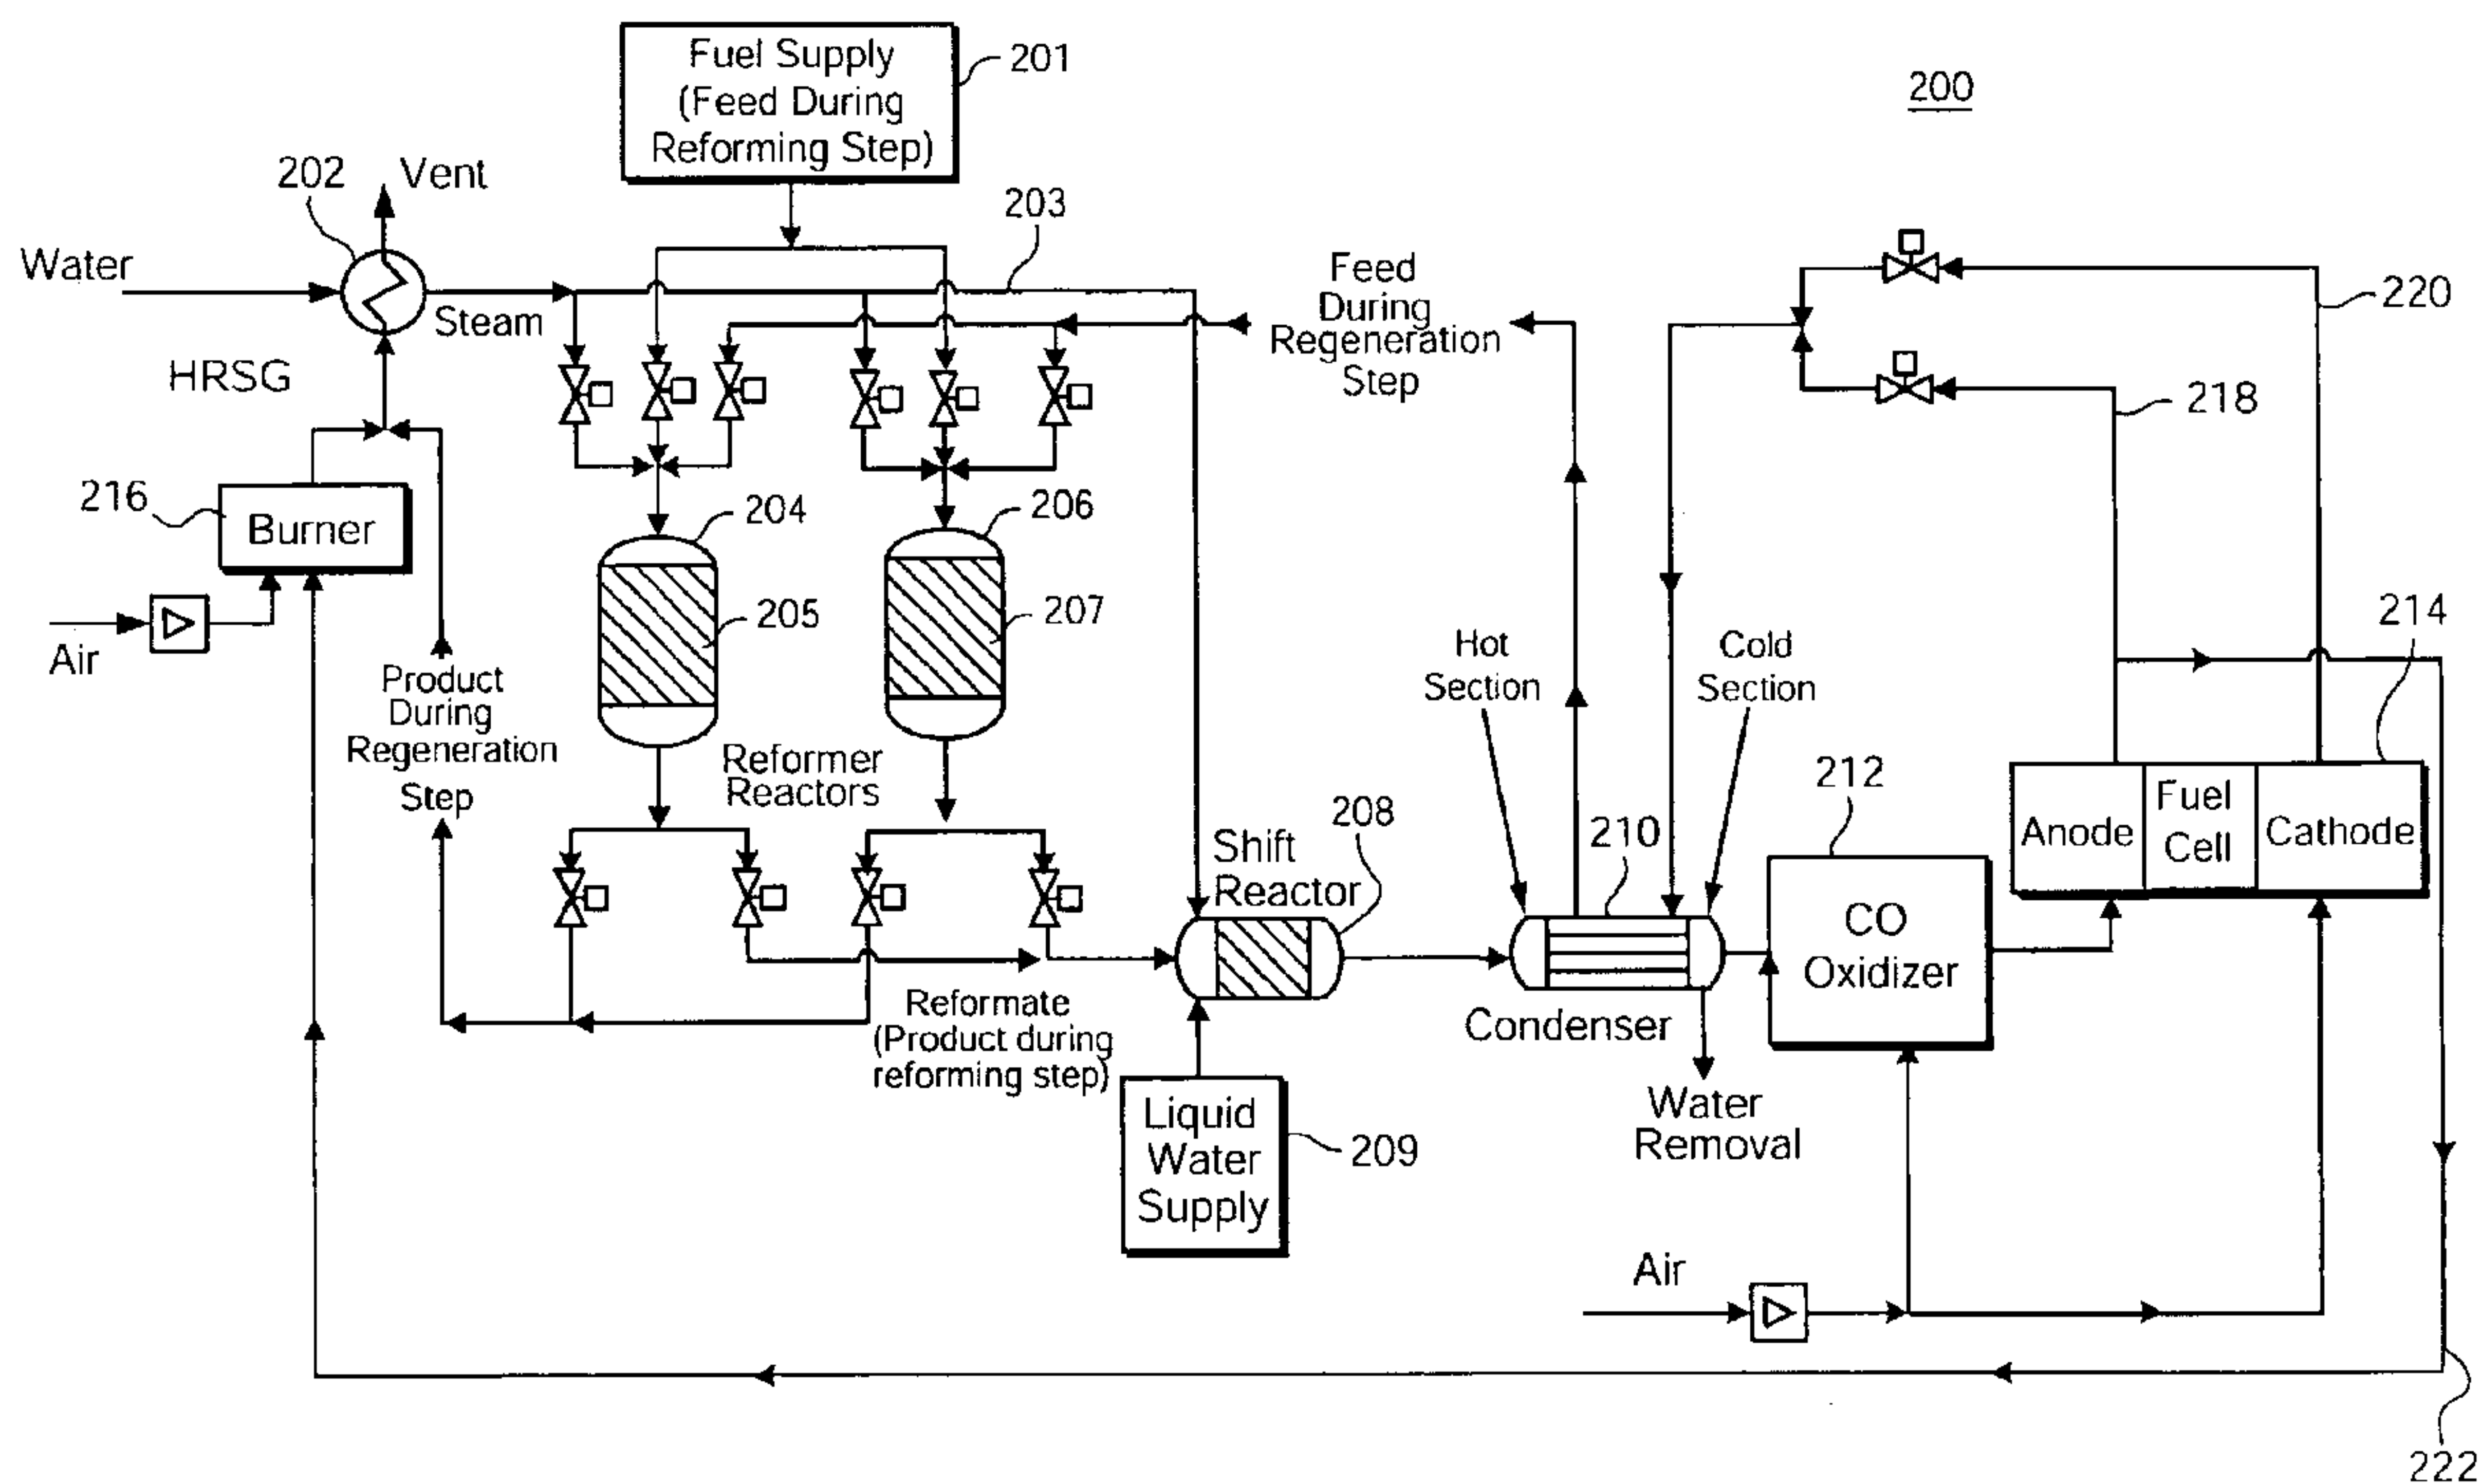 Fuel Supply
(Feed During
Reforming Step)
201
200
202
Vent
203
Water
Steam
HRSG
Feed
During
Regeneration
Step
220
218
216
Burner
204
206
205
207
Air
Product
During
Regeneration
Step
Reformer
Reactors
Hot
Section
Cold
Section
214
212
Anode
Fuel
Cell
Cathode
208
210
Shift
Reactor
CO
Oxidizer
Reformate
(Product during
reforming step)
Condenser
Water
Removal
Liquid
Water
Supply
209
Air
222